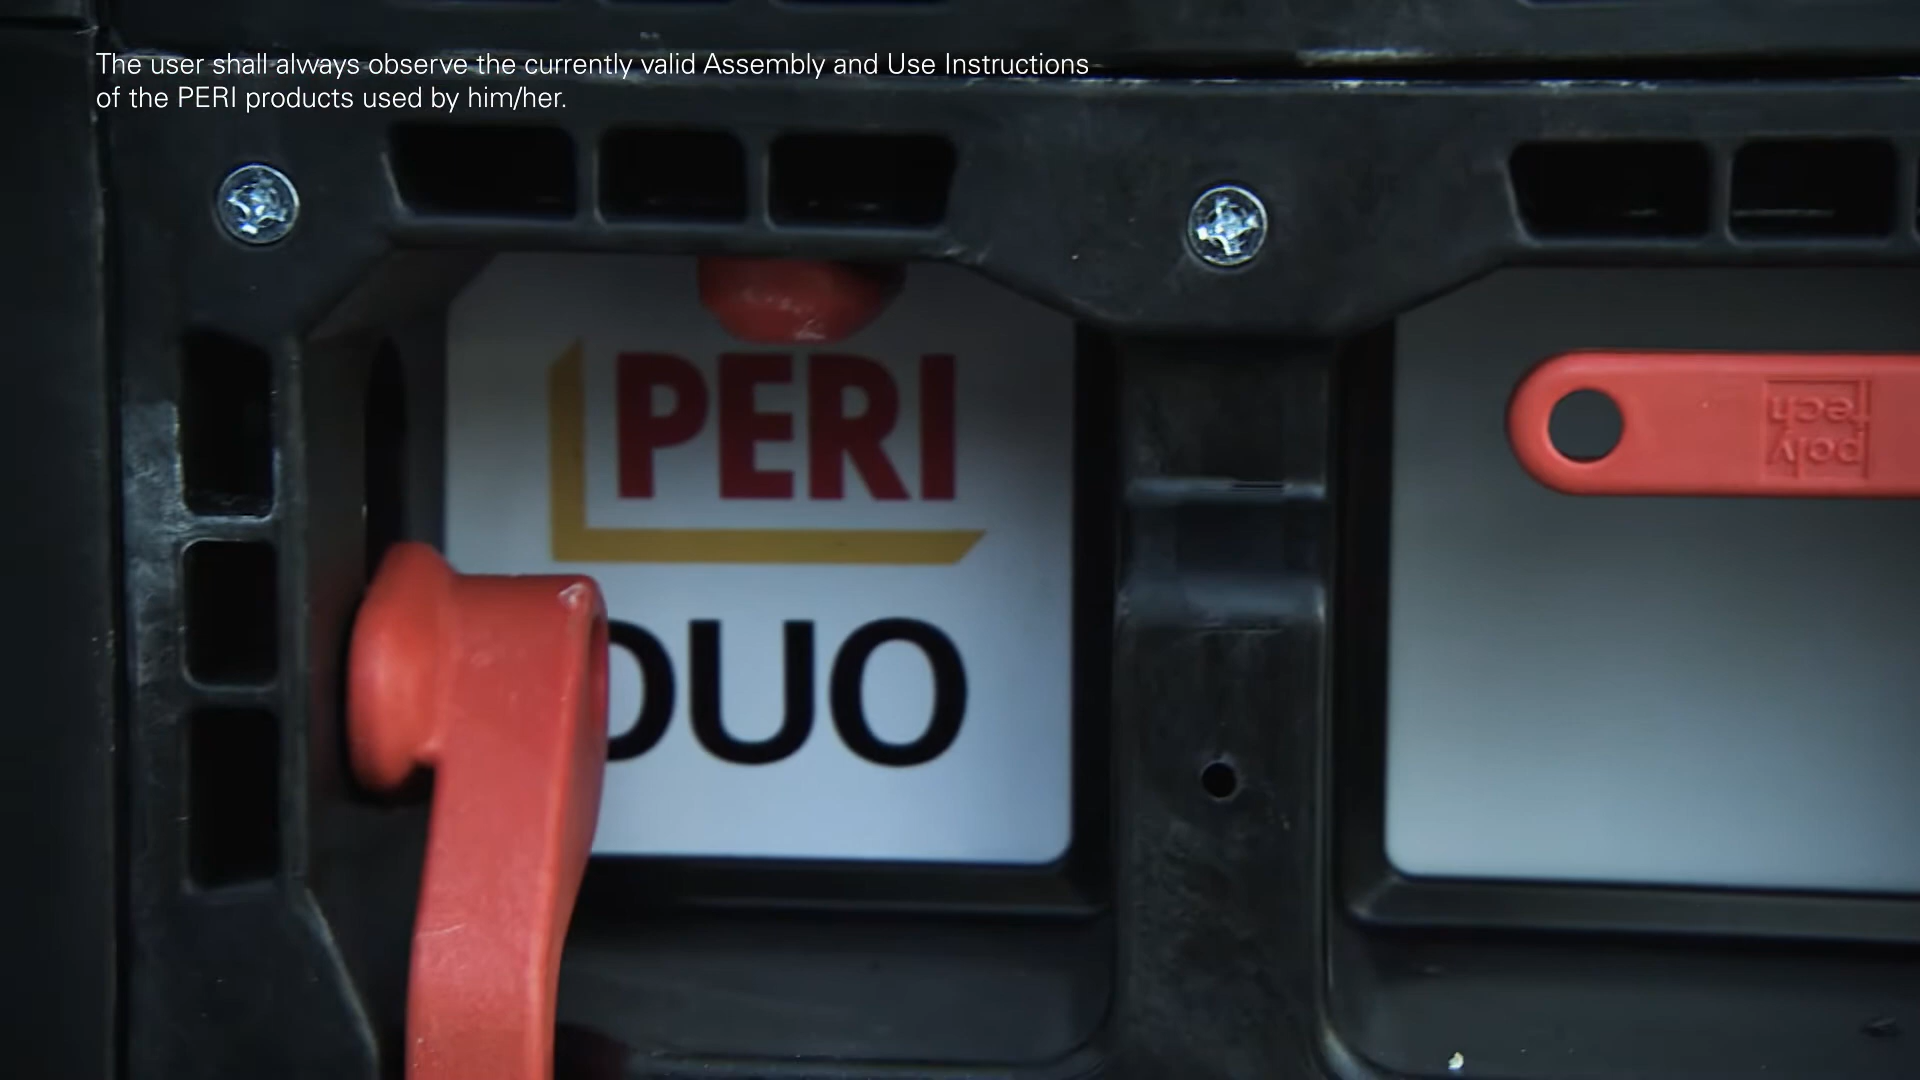 The user shall always observe the currently valid Assembly and Use Instructions
of the PERI products used by him/her.
PERI
DUO
poly
tech